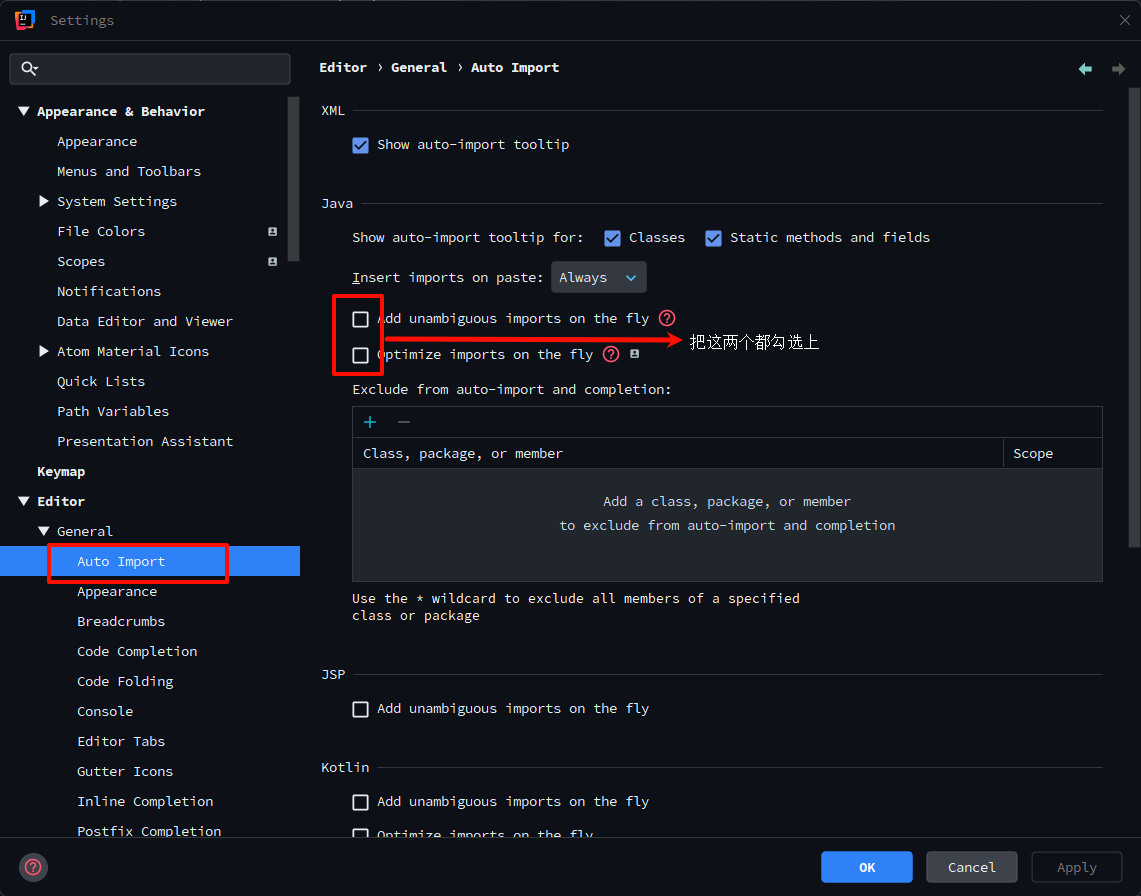 Settings
Editor › General › Auto Import
Appearance & Behavior
Appearance
Menus and Toolbars
System Settings
File Colors
Scopes
Notifications
Data Editor and Viewer
Atom Material Icons
Quick Lists
Path Variables
Presentation Assistant
Keymap
Editor
General
Auto Import
Appearance
Breadcrumbs
Code Completion
Code Folding
Console
Editor Tabs
Gutter Icons
Inline Completion
Postfix Completion
XML
Show auto-import tooltip
Java
Show auto-import tooltip for: Classes Static methods and fields
Insert imports on paste: Always
Add unambiguous imports on the fly
Optimize imports on the fly
把这两个都勾选上
Exclude from auto-import and completion:
Class, package, or member Scope
Add a class, package, or member
to exclude from auto-import and completion
Use the * wildcard to exclude all members of a specified
class or package
JSP
Add unambiguous imports on the fly
Kotlin
Add unambiguous imports on the fly
Optimize imports on the fly
OK Cancel Apply